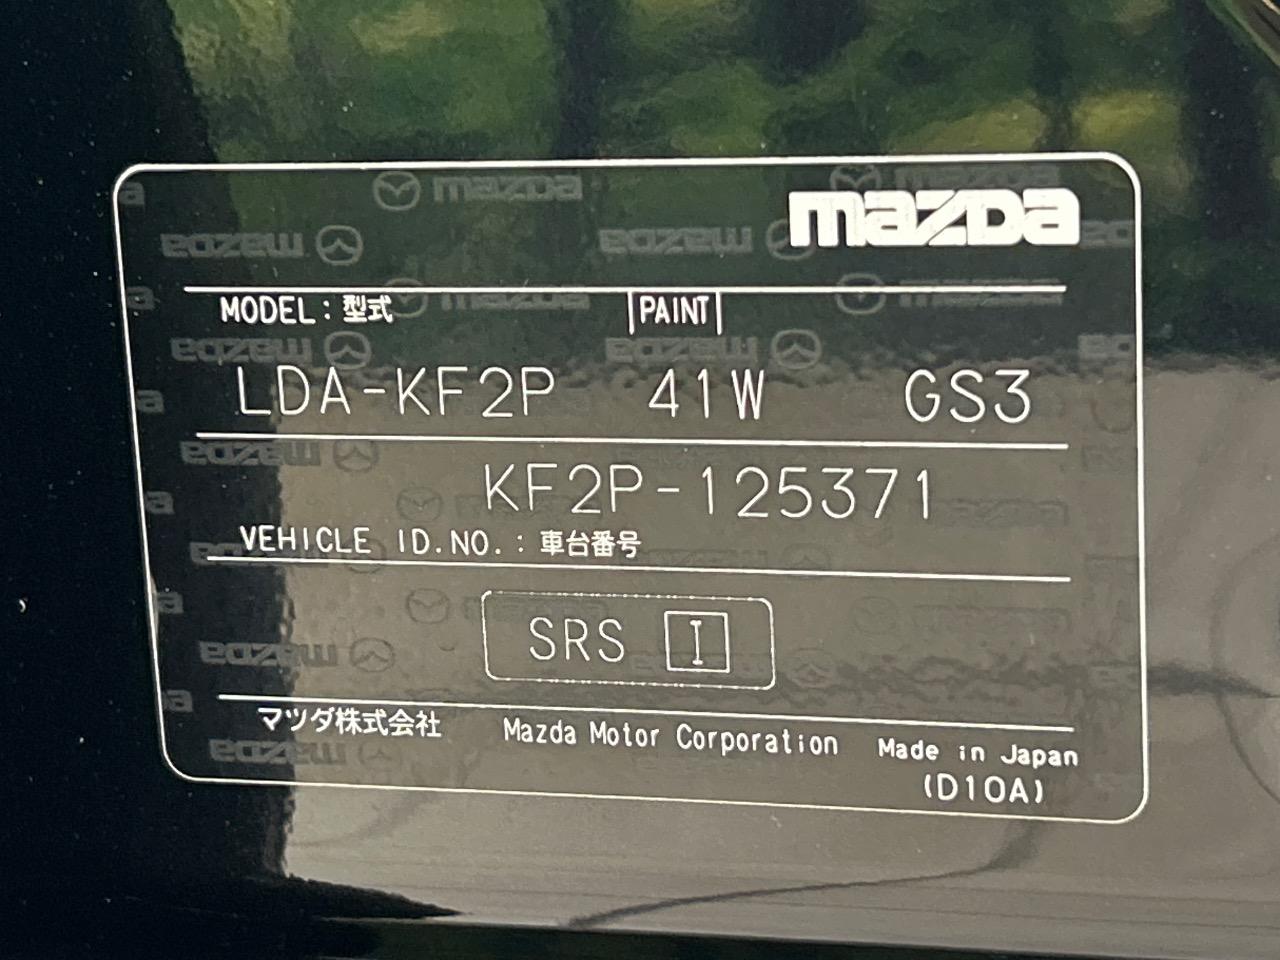 mazda
MODEL：型式 PAINT
LDA-KF2P 41W GS3
KF2P-125371
VEHICLE ID.NO.：車台番号
SRS I
マツダ株式会社 Mazda Motor Corporation Made in Japan
(D10A)